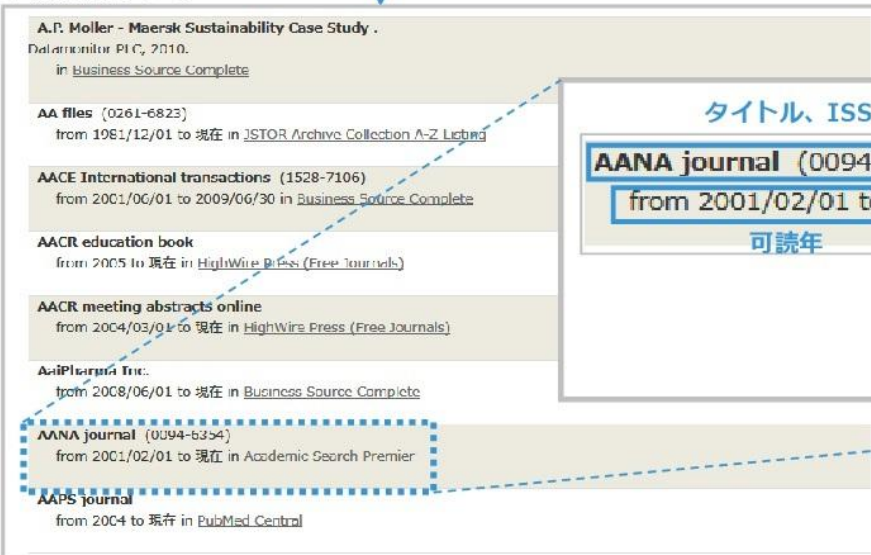 A.P. Moller - Maersk Sustainability Case Study .
Datamonitor PLC, 2010.
in Business Source Complete
AA files (0261-6823)
from 1981/12/01 to 現在 in JSTOR Archive Collection A-Z Listing
AACE International transactions (1528-7106)
from 2001/06/01 to 2009/06/30 in Business Source Complete
AACR education book
from 2005 to 現在 in HighWire Press (Free Journals)
AACR meeting abstracts online
from 2004/03/01 to 現在 in HighWire Press (Free Journals)
AaiPharma Inc.
from 2008/06/01 to 現在 in Business Source Complete
AANA journal (0094-6354)
from 2001/02/01 to 現在 in Academic Search Premier
AAPS journal
from 2004 to 現在 in PubMed Central
タイトル、ISS
AANA journal (0094
from 2001/02/01 to
可読年